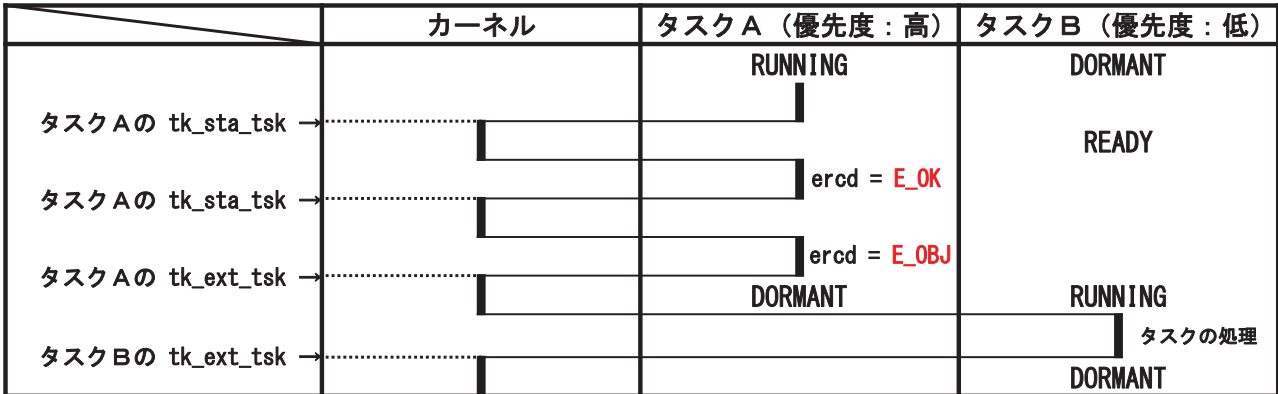 カーネル タスクA（優先度：高） タスクB（優先度：低）
RUNNING DORMANT
タスクAの tk_sta_tsk →
READY
ercd = E_OK
タスクAの tk_sta_tsk →
ercd = E_OBJ
タスクAの tk_ext_tsk →
DORMANT RUNNING
タスクの処理
タスクBの tk_ext_tsk →
DORMANT